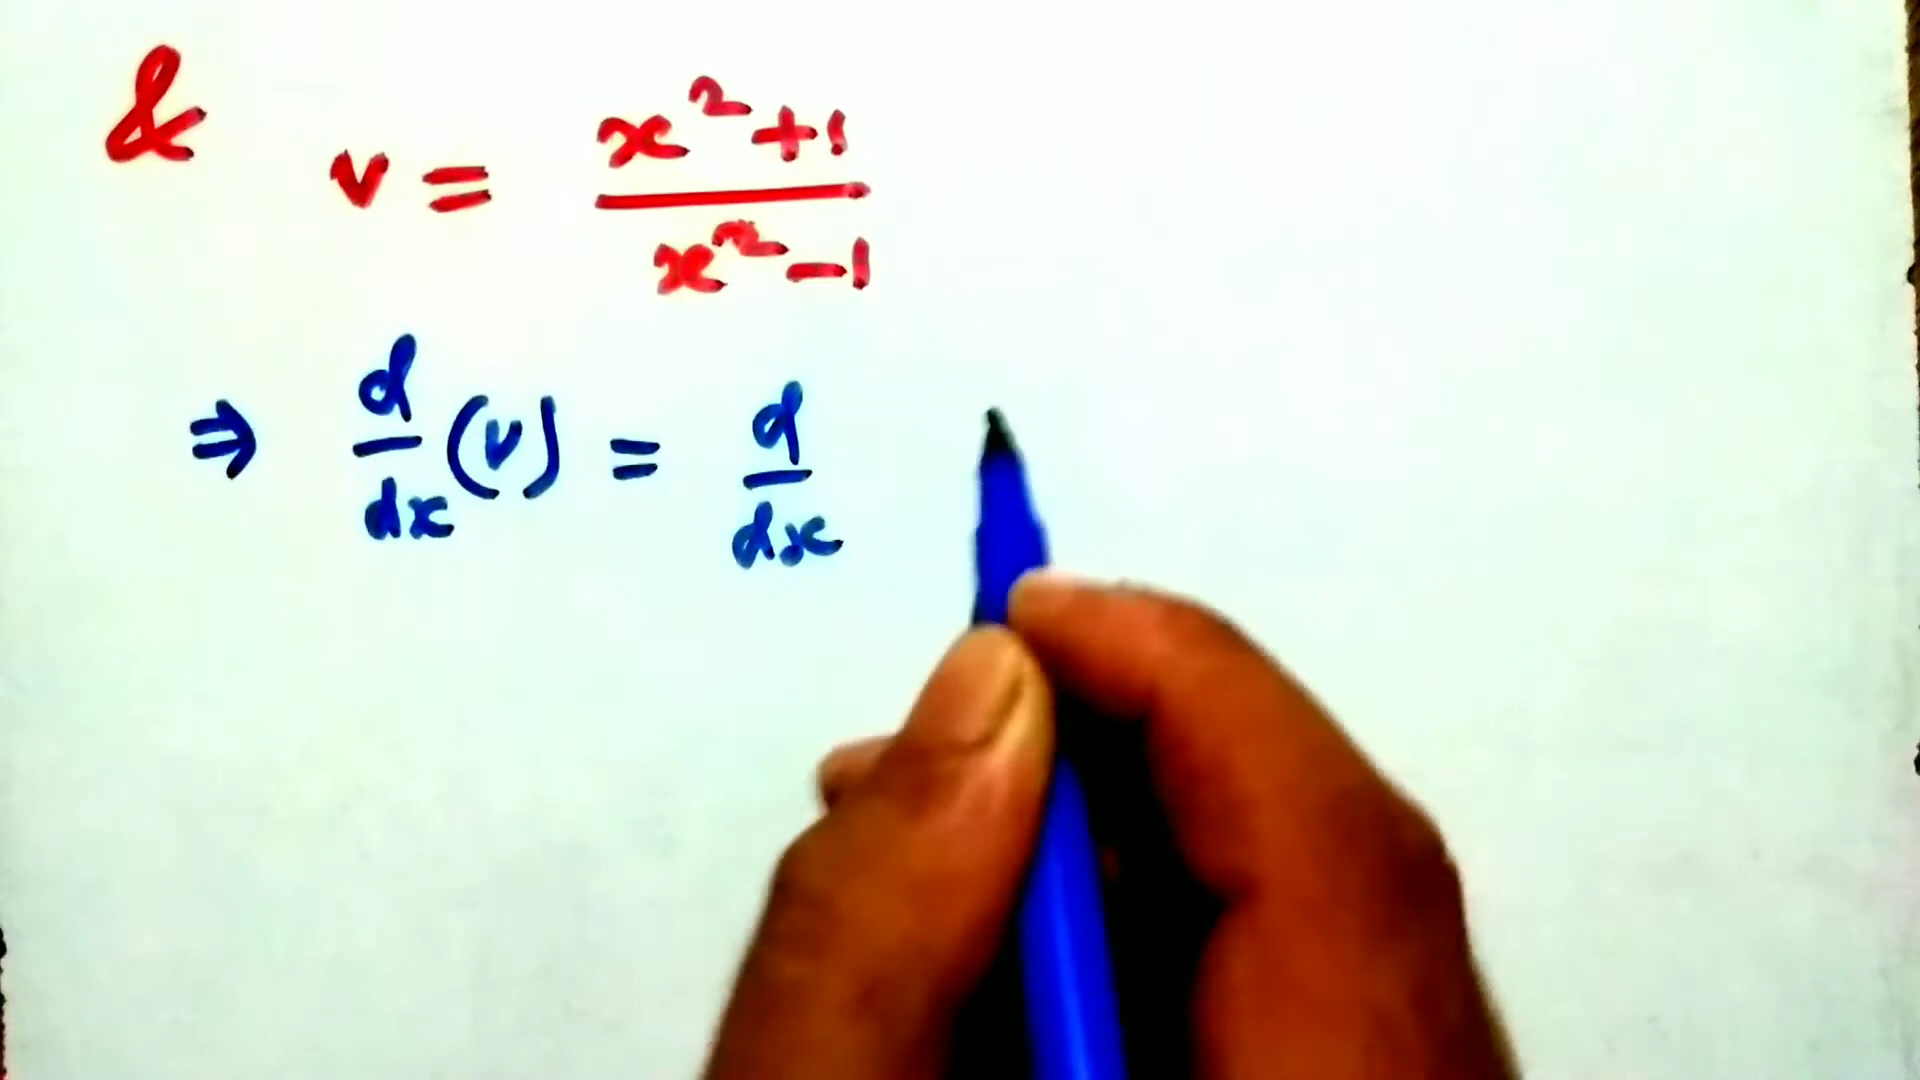 & v = x²+1 / x²-1
⇒ d/dx (v) = d/dx